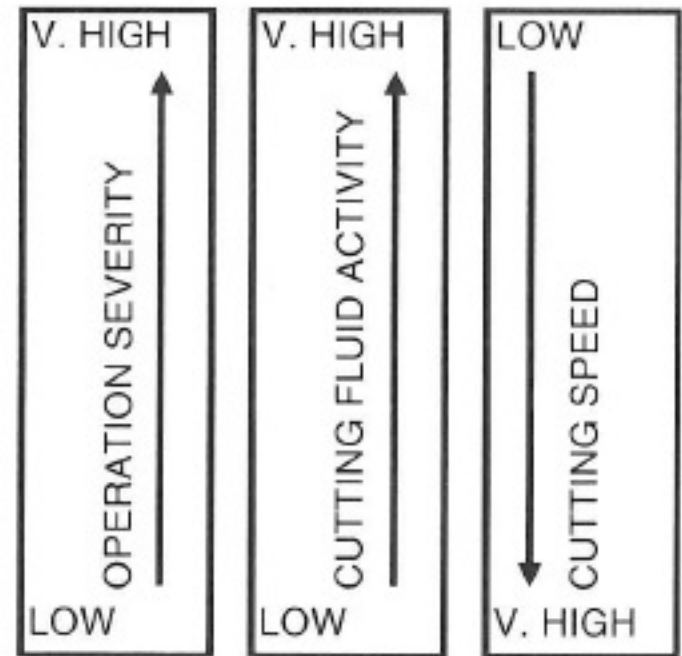 V. HIGH
OPERATION SEVERITY
LOW
V. HIGH
CUTTING FLUID ACTIVITY
LOW
LOW
CUTTING SPEED
V. HIGH